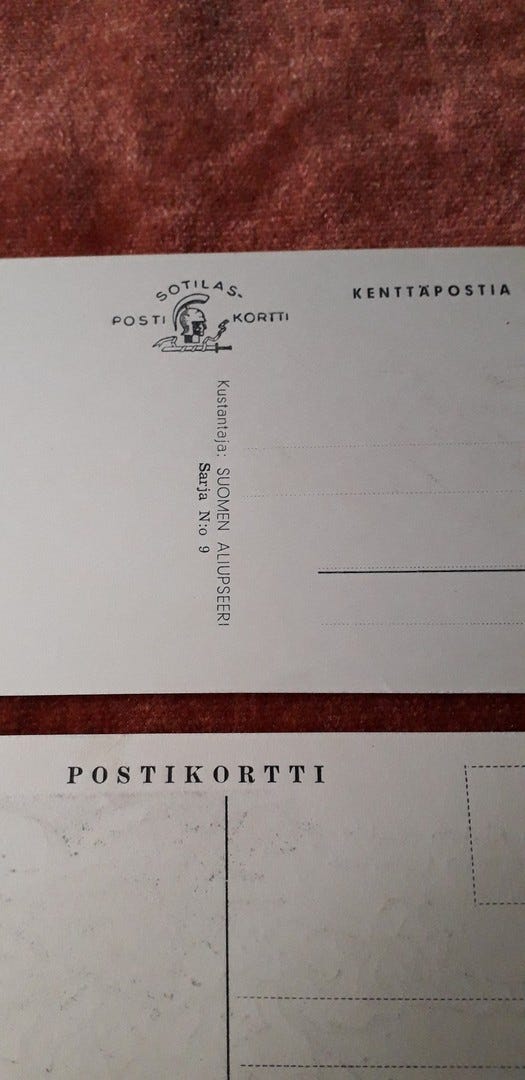 SOTILAS-
POSTI KORTTI
KENTTÄPOSTIA
Kustantaja: SUOMEN ALIUPSEERI
Sarja N:o 9
POSTIKORTTI